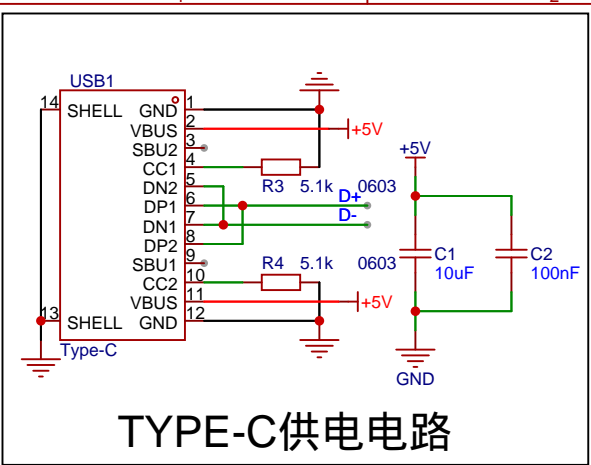 USB1
14 SHELL GND 1
VBUS 2 +5V
SBU2 3
CC1 4
R3 5.1k 0603
DN2 5
DP1 6 D+
DN1 7 D-
DP2 8
SBU1 9
CC2 10
R4 5.1k 0603
VBUS 11 +5V
13 SHELL GND 12
Type-C
+5V
C1
10uF
C2
100nF
GND
TYPE-C供电电路